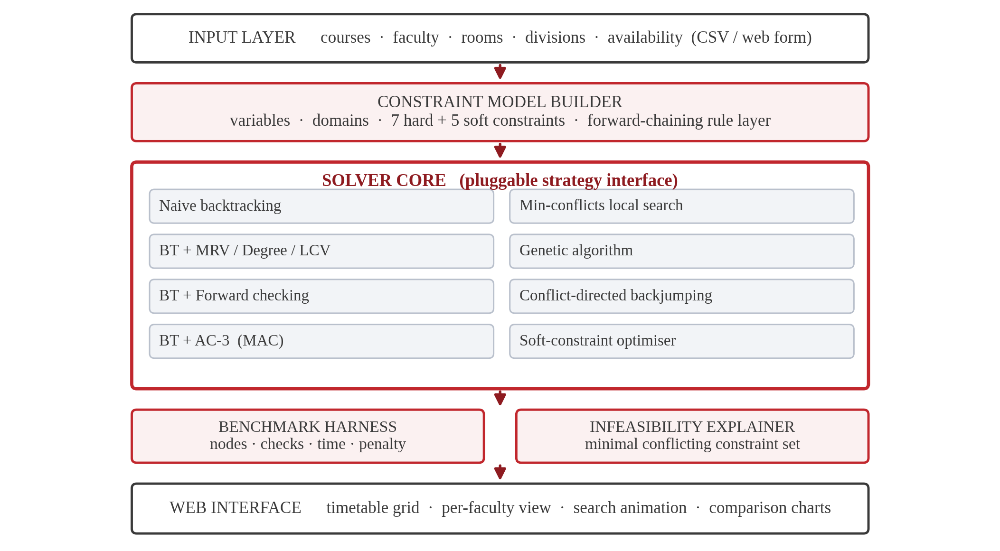 INPUT LAYER courses · faculty · rooms · divisions · availability (CSV / web form)
CONSTRAINT MODEL BUILDER
variables · domains · 7 hard + 5 soft constraints · forward-chaining rule layer
SOLVER CORE (pluggable strategy interface)
Naive backtracking
Min-conflicts local search
BT + MRV / Degree / LCV
Genetic algorithm
BT + Forward checking
Conflict-directed backjumping
BT + AC-3 (MAC)
Soft-constraint optimiser
BENCHMARK HARNESS
nodes · checks · time · penalty
INFEASIBILITY EXPLAINER
minimal conflicting constraint set
WEB INTERFACE timetable grid · per-faculty view · search animation · comparison charts